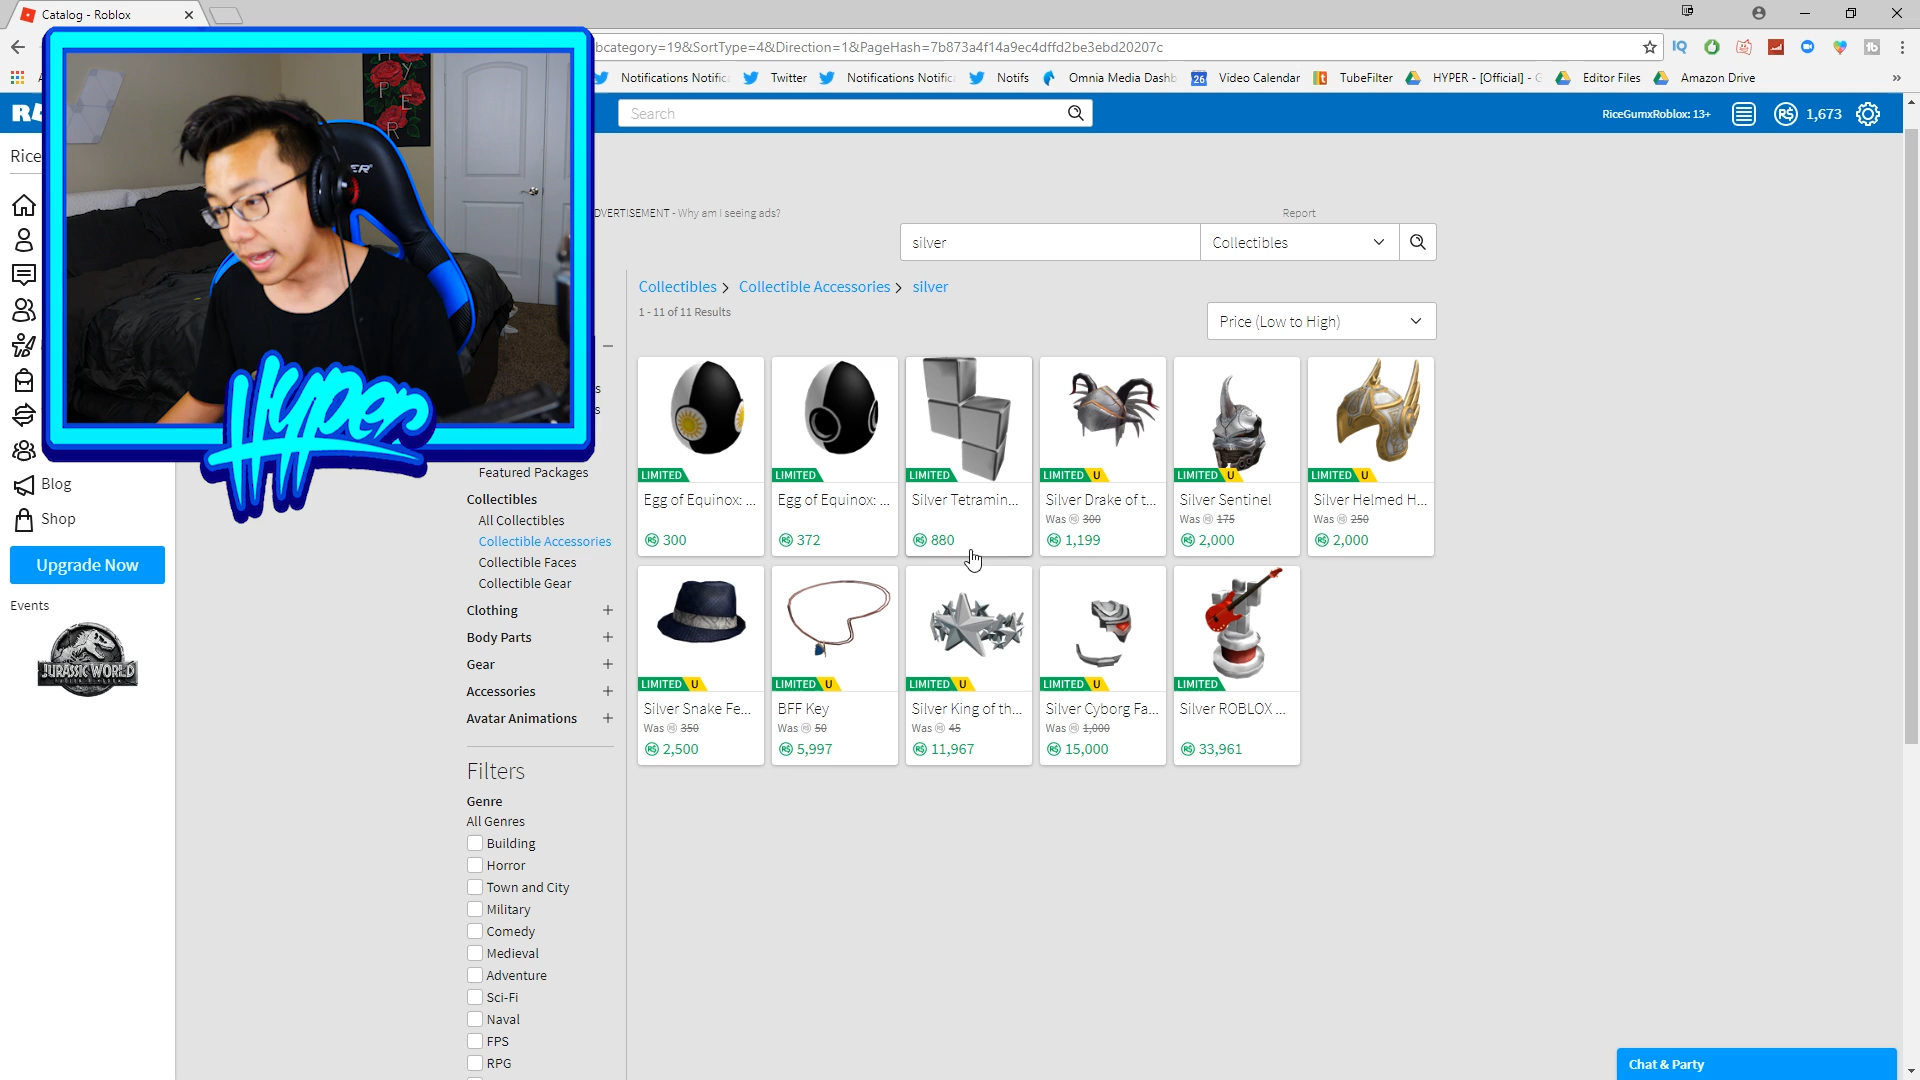 Catalog - Roblox
bcategory=19&SortType=4&Direction=1&PageHash=7b873a4f14a9ec4dffd2be3ebd20207c
Notifications Notific
Twitter
Notifications Notific
Notifs
Omnia Media Dashb
26
Video Calendar
TubeFilter
HYPER - [Official] - G
Editor Files
Amazon Drive
Search
RiceGumxRoblox: 13+
1,673
Rice
HYPER
Hyper
DVERTISEMENT - Why am I seeing ads?
Report
silver
Collectibles
Collectibles > Collectible Accessories > silver
1 - 11 of 11 Results
Price (Low to High)
Featured Packages
Collectibles
All Collectibles
Collectible Accessories
Collectible Faces
Collectible Gear
Clothing +
Body Parts +
Gear +
Accessories +
Avatar Animations +
Blog
Shop
Upgrade Now
Events
JURASSIC WORLD
LIMITED
Egg of Equinox: ...
R$ 300
LIMITED
Egg of Equinox: ...
R$ 372
LIMITED
Silver Tetramin...
R$ 880
LIMITED U
Silver Drake of t...
Was R$ 300
R$ 1,199
LIMITED U
Silver Sentinel
Was R$ 175
R$ 2,000
LIMITED U
Silver Helmed H...
Was R$ 250
R$ 2,000
LIMITED U
Silver Snake Fe...
Was R$ 350
R$ 2,500
LIMITED U
BFF Key
Was R$ 50
R$ 5,997
LIMITED U
Silver King of th...
Was R$ 45
R$ 11,967
LIMITED U
Silver Cyborg Fa...
Was R$ 1,000
R$ 15,000
LIMITED
Silver ROBLOX ...
R$ 33,961
Filters
Genre
All Genres
Building
Horror
Town and City
Military
Comedy
Medieval
Adventure
Sci-Fi
Naval
FPS
RPG
Chat & Party